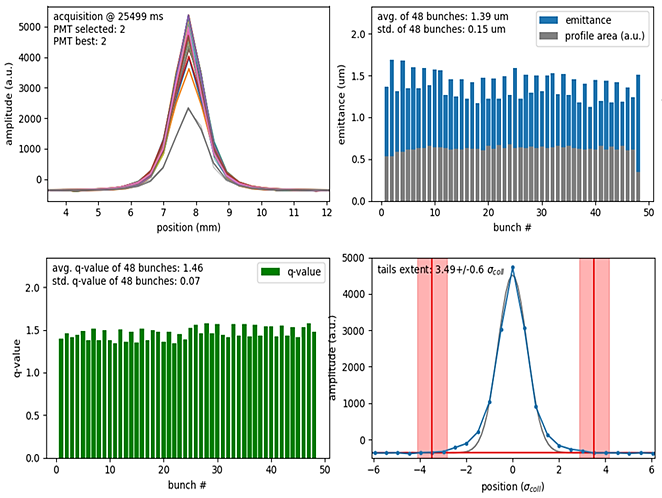 acquisition @ 25499 ms
PMT selected: 2
PMT best: 2
5000
4000
3000
2000
1000
0
amplitude (a.u.)
4 5 6 7 8 9 10 11 12
position (mm)
avg. of 48 bunches: 1.39 um
std. of 48 bunches: 0.15 um
emittance
profile area (a.u.)
2.0
1.5
1.0
0.5
0.0
emittance (um)
0 10 20 30 40 50
bunch #
avg. q-value of 48 bunches: 1.46
std. q-value of 48 bunches: 0.07
q-value
2.0
1.5
1.0
0.5
0.0
q-value
0 10 20 30 40 50
bunch #
tails extent: 3.49+/-0.6 σcoll
5000
4000
3000
2000
1000
0
amplitude (a.u.)
−6 −4 −2 0 2 4 6
position (σcoll)